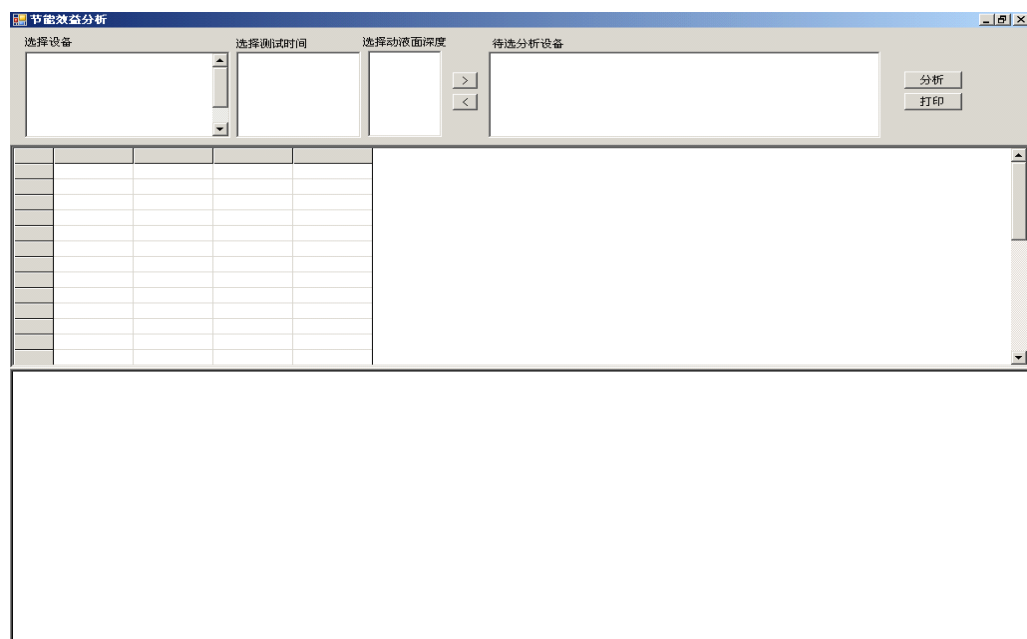 节能效益分析
选择设备
选择测试时间
选择动液面深度
待选分析设备
>
<
分析
打印